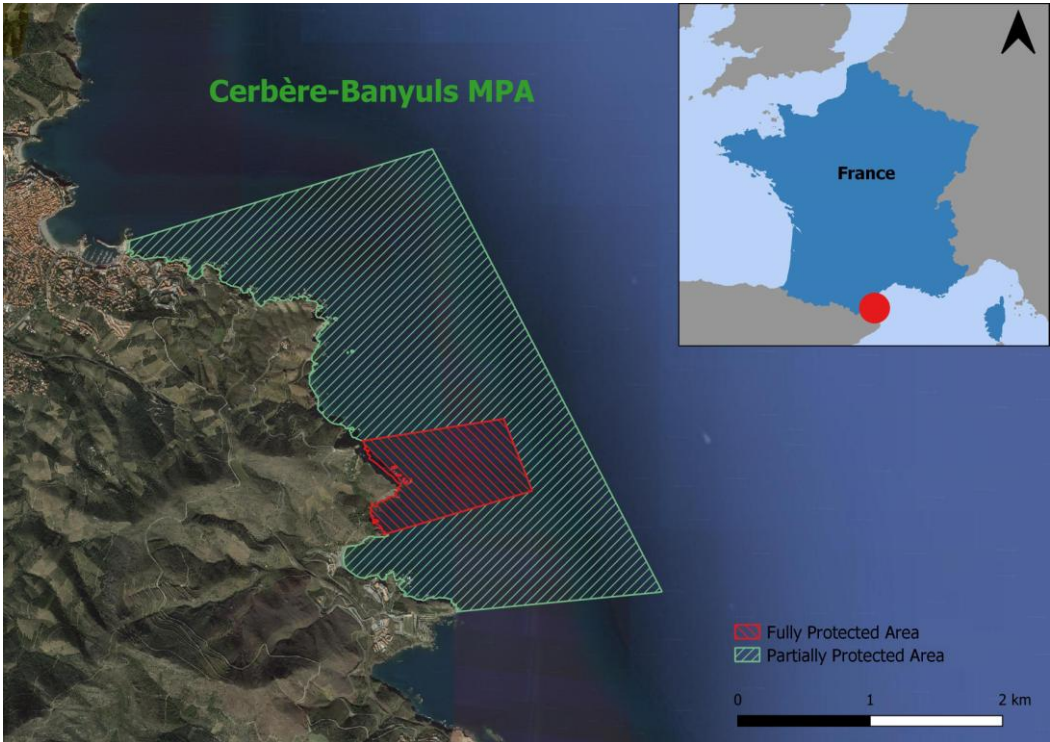 Cerbère-Banyuls MPA
France
Fully Protected Area
Partially Protected Area
0 1 2 km